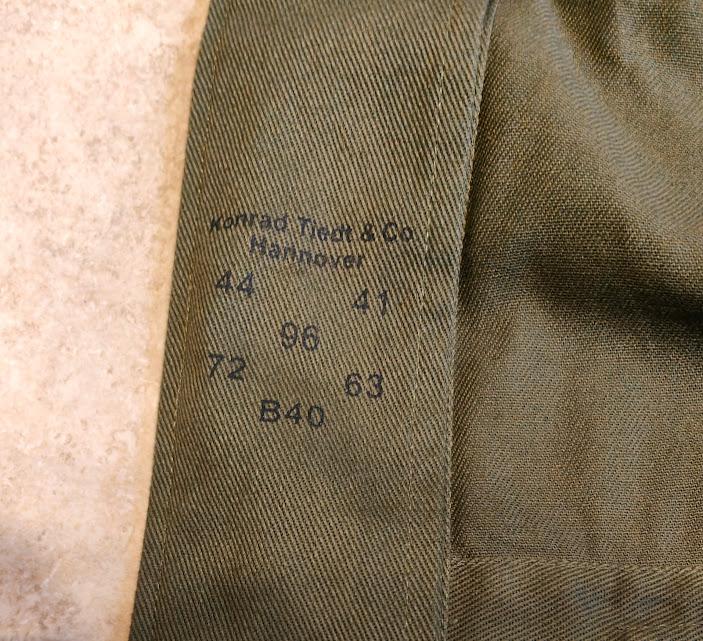 Konrad Tiedt & Co
Hannover
44 41
96
72 63
B40